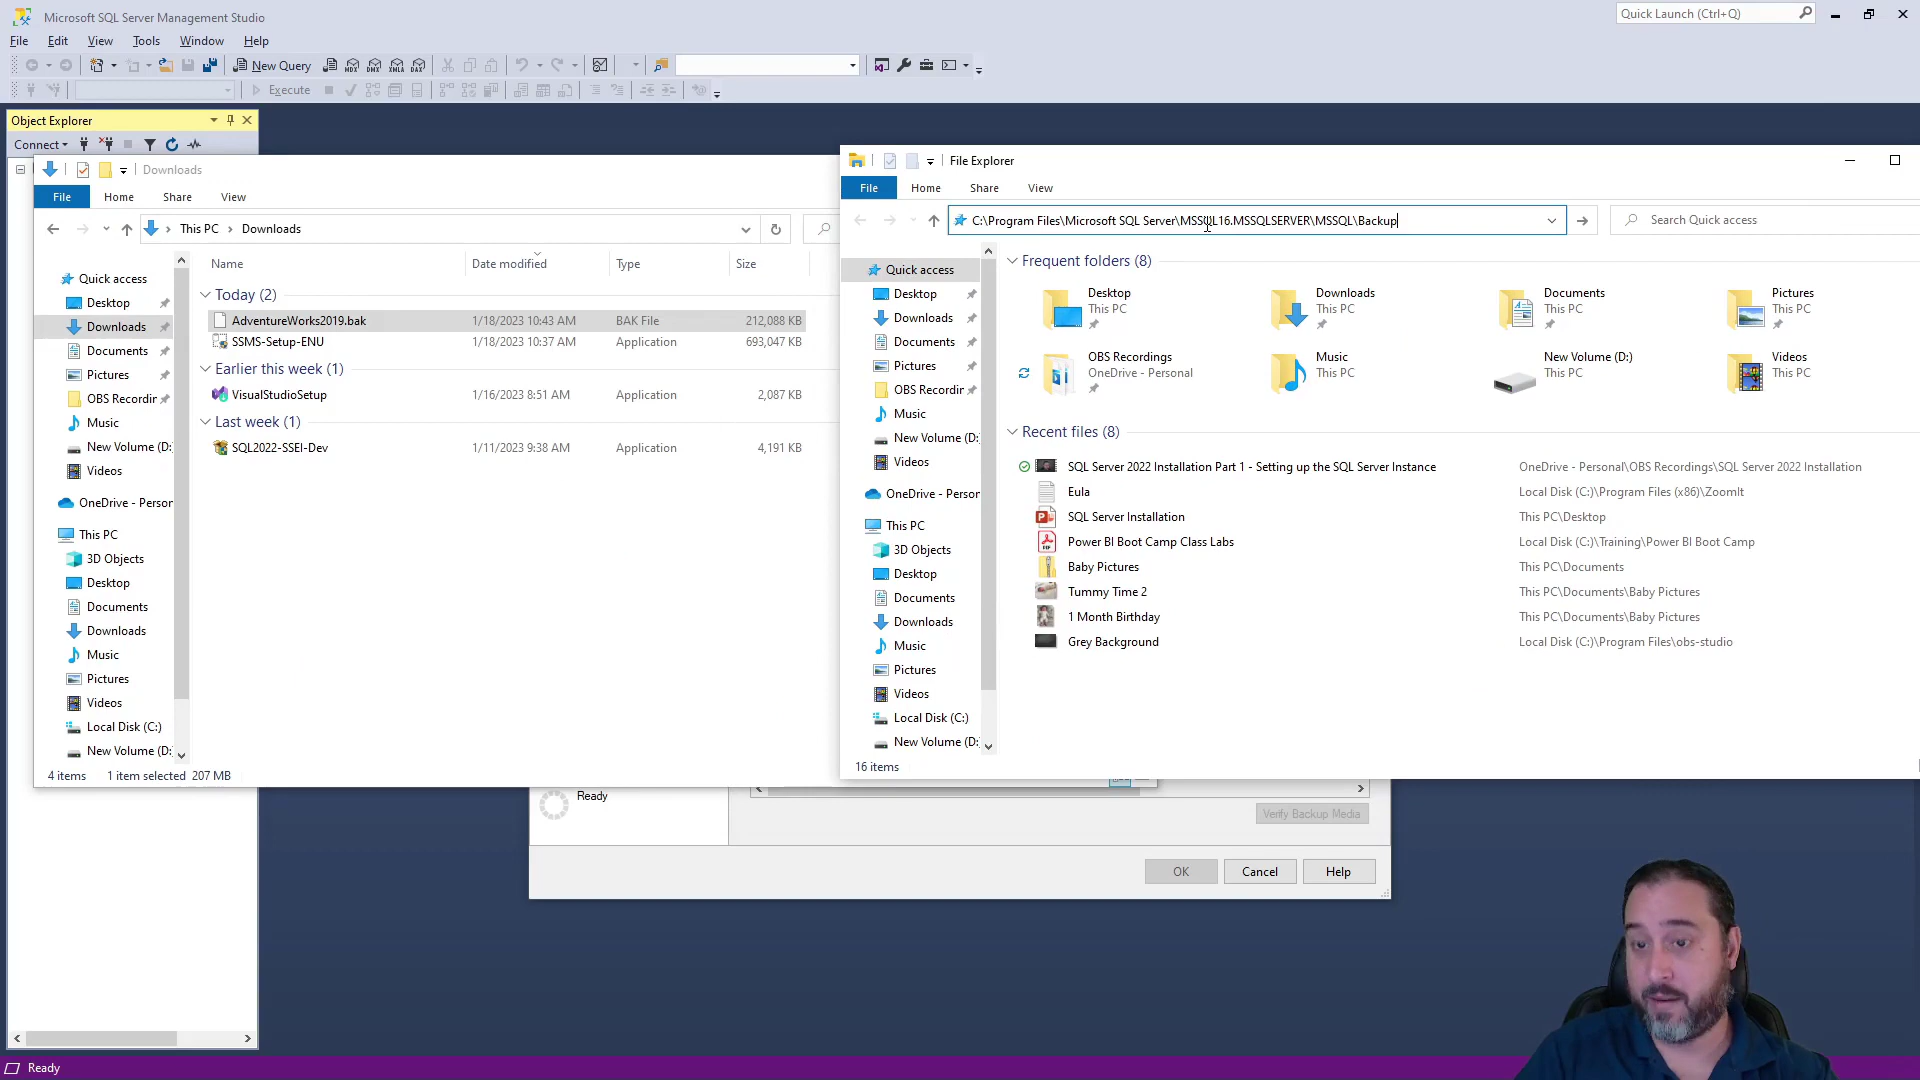 Microsoft SQL Server Management Studio
Quick Launch (Ctrl+Q)
File Edit View Tools Window Help
New Query
MDX DMX XMLA DAX
Execute
Object Explorer
Connect
Downloads
File Home Share View
This PC > Downloads
Name Date modified Type Size
Today (2)
AdventureWorks2019.bak 1/18/2023 10:43 AM BAK File 212,088 KB
SSMS-Setup-ENU 1/18/2023 10:37 AM Application 693,047 KB
Earlier this week (1)
VisualStudioSetup 1/16/2023 8:51 AM Application 2,087 KB
Last week (1)
SQL2022-SSEI-Dev 1/11/2023 9:38 AM Application 4,191 KB
Quick access
Desktop
Downloads
Documents
Pictures
OBS Recordir
Music
New Volume (D:
Videos
OneDrive - Person
This PC
3D Objects
Desktop
Documents
Downloads
Music
Pictures
Videos
Local Disk (C:)
New Volume (D:
4 items 1 item selected 207 MB
File Explorer
File Home Share View
C:\Program Files\Microsoft SQL Server\MSSQL16.MSSQLSERVER\MSSQL\Backup
Search Quick access
Quick access
Desktop
Downloads
Documents
Pictures
OBS Recordir
Music
New Volume (D:
Videos
OneDrive - Person
This PC
3D Objects
Desktop
Documents
Downloads
Music
Pictures
Videos
Local Disk (C:)
New Volume (D:
Frequent folders (8)
Desktop
This PC
Downloads
This PC
Documents
This PC
Pictures
This PC
OBS Recordings
OneDrive - Personal
Music
This PC
New Volume (D:)
This PC
Videos
This PC
Recent files (8)
SQL Server 2022 Installation Part 1 - Setting up the SQL Server Instance OneDrive - Personal\OBS Recordings\SQL Server 2022 Installation
Eula Local Disk (C:)\Program Files (x86)\ZoomIt
SQL Server Installation This PC\Desktop
Power BI Boot Camp Class Labs Local Disk (C:)\Training\Power BI Boot Camp
Baby Pictures This PC\Documents
Tummy Time 2 This PC\Documents\Baby Pictures
1 Month Birthday This PC\Documents\Baby Pictures
Grey Background Local Disk (C:)\Program Files\obs-studio
16 items
Ready
Verify Backup Media
OK Cancel Help
Ready